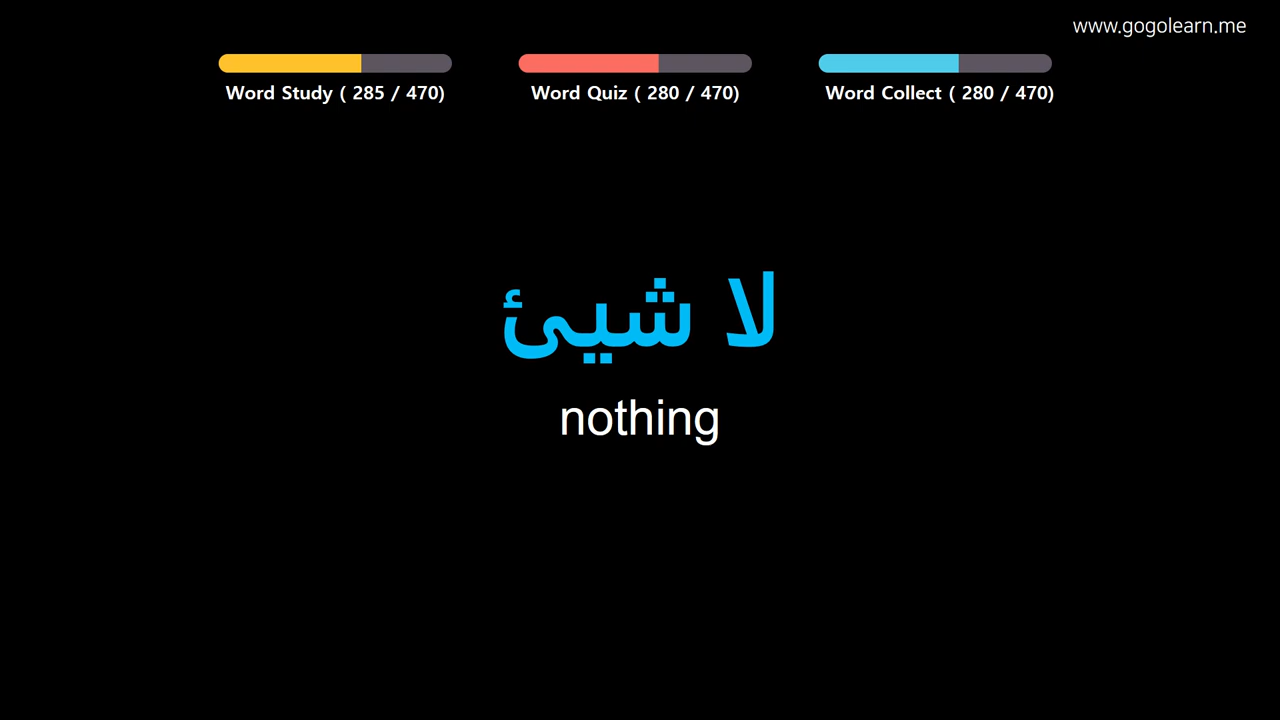 www.gogolearn.me
Word Study ( 285 / 470)
Word Quiz ( 280 / 470)
Word Collect ( 280 / 470)
لا شيئ
nothing